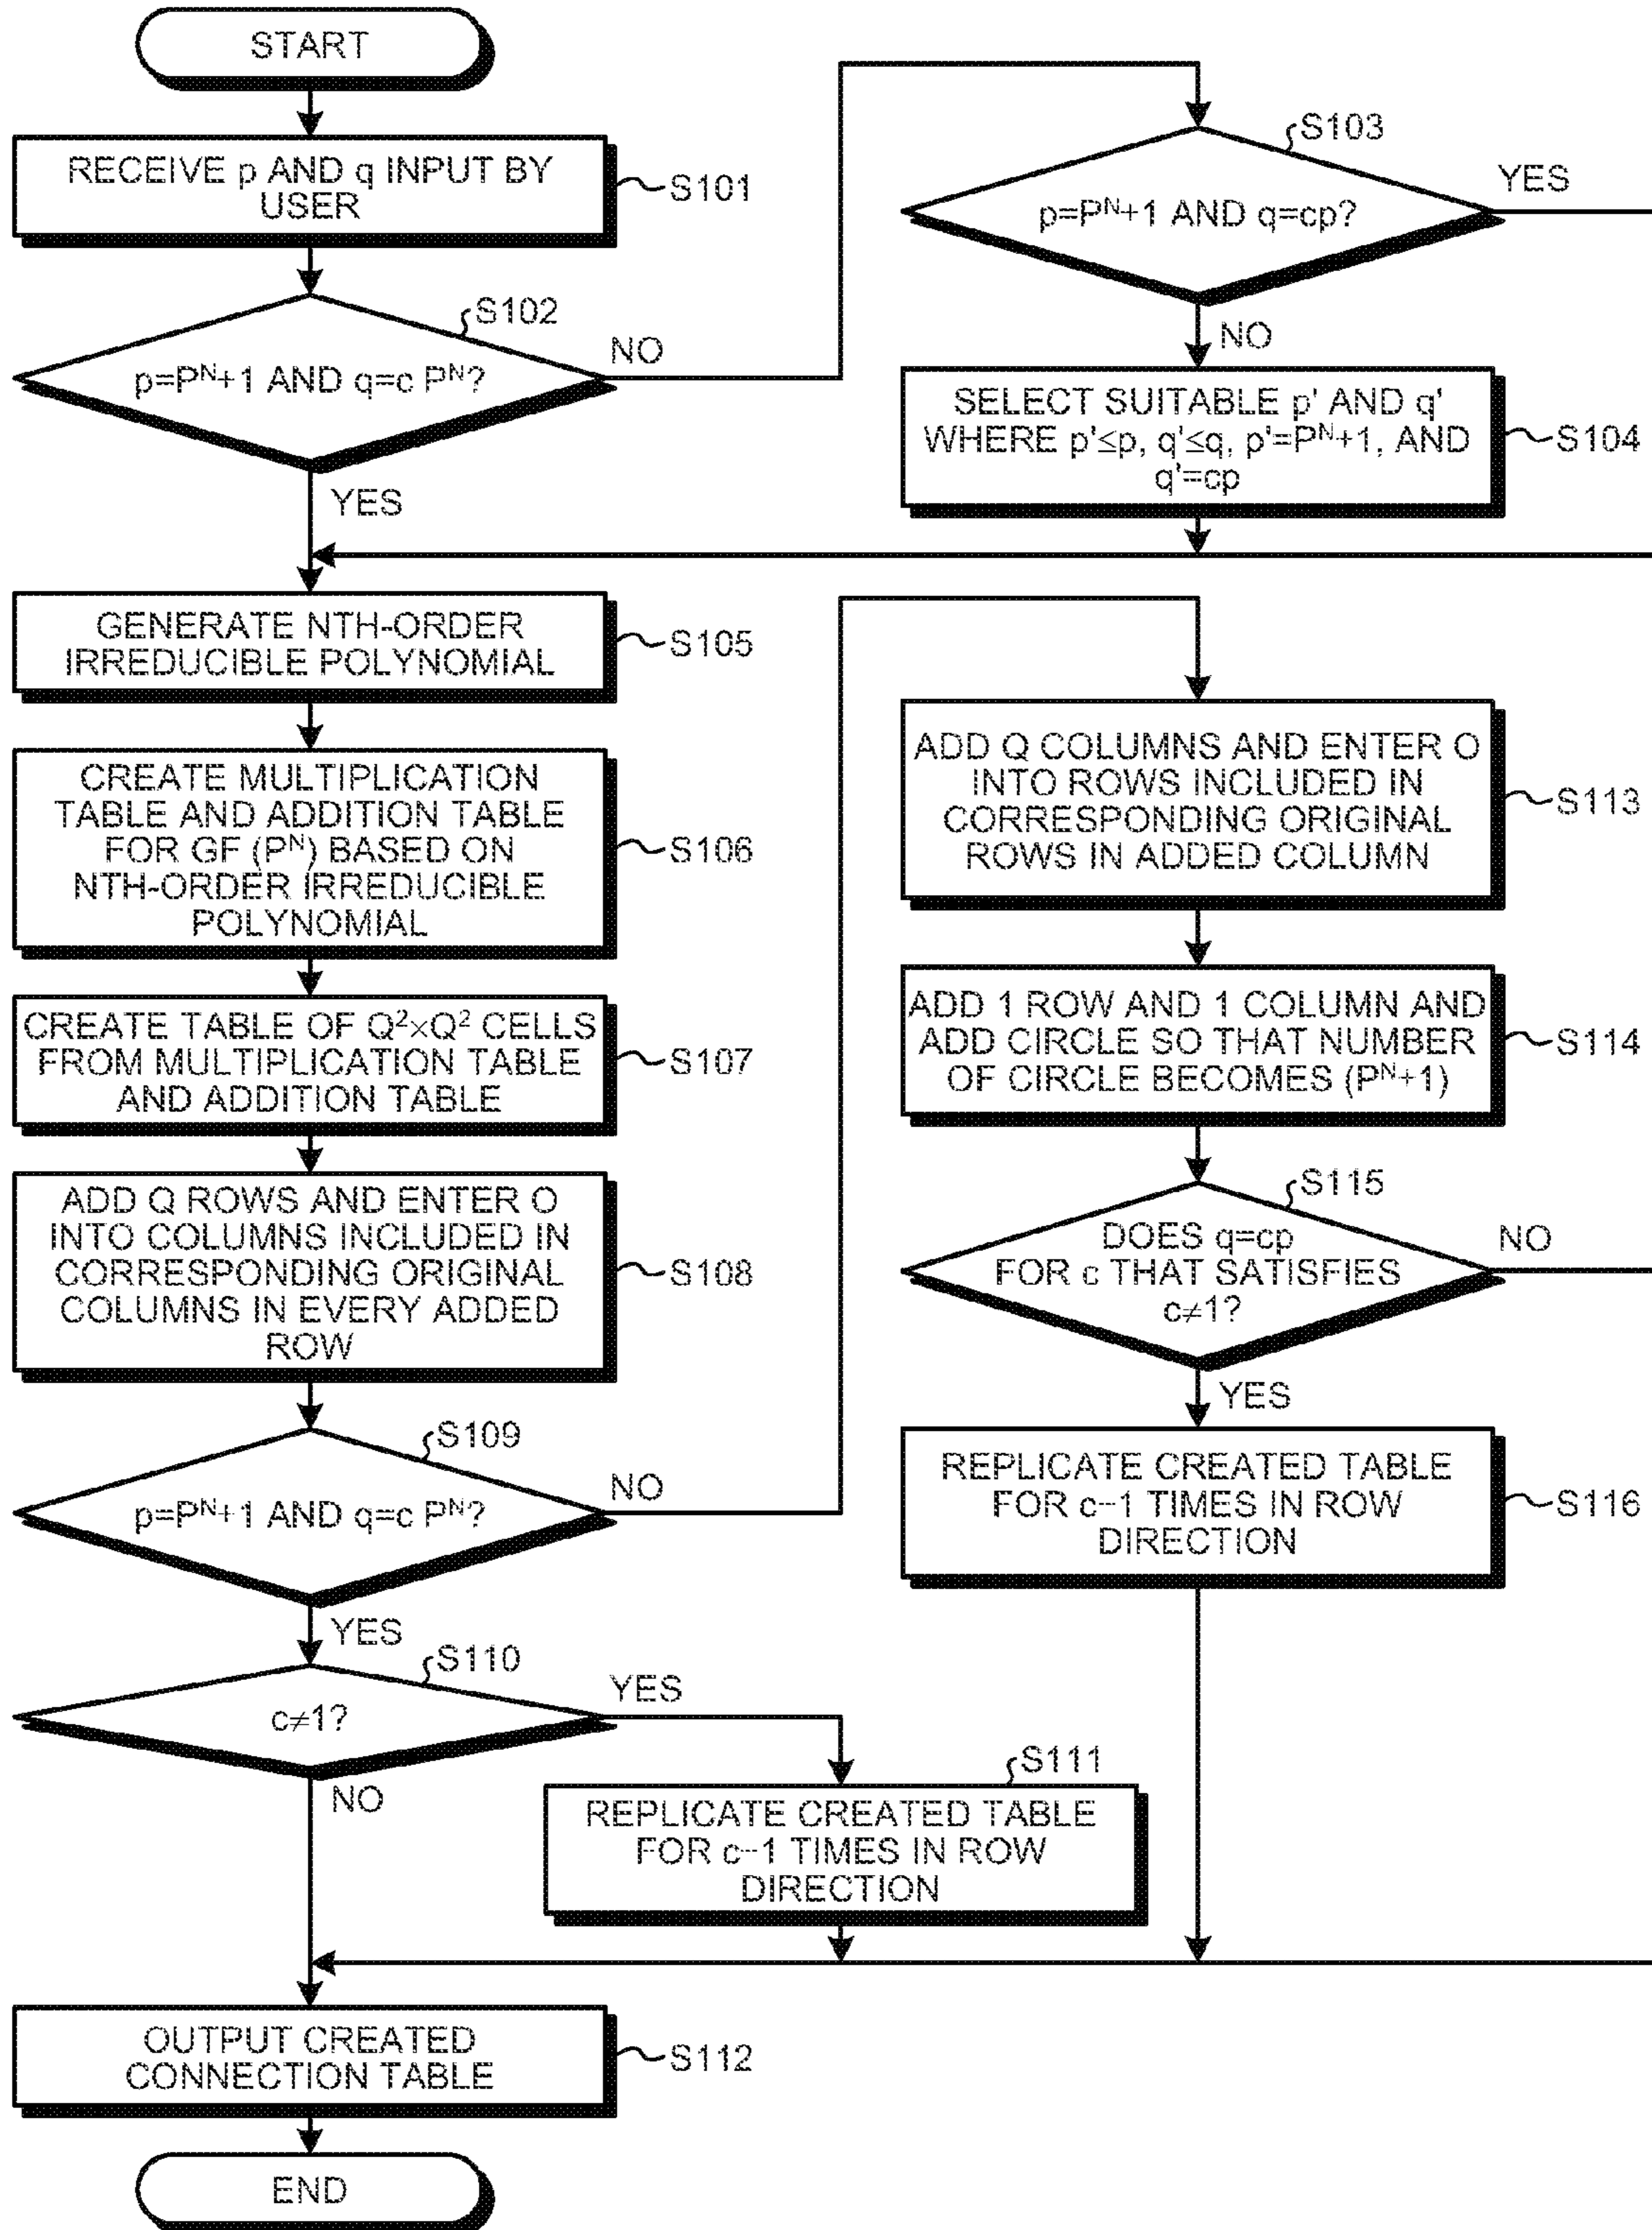 START
RECEIVE p AND q INPUT BY
USER
S101
S102
p=P^N+1 AND q=c P^N?
NO
YES
S103
p=P^N+1 AND q=cp?
YES
NO
SELECT SUITABLE p' AND q'
WHERE p'≤p, q'≤q, p'=P^N+1, AND
q'=cp
S104
GENERATE NTH-ORDER
IRREDUCIBLE POLYNOMIAL
S105
CREATE MULTIPLICATION
TABLE AND ADDITION TABLE
FOR GF (P^N) BASED ON
NTH-ORDER IRREDUCIBLE
POLYNOMIAL
S106
CREATE TABLE OF Q²×Q² CELLS
FROM MULTIPLICATION TABLE
AND ADDITION TABLE
S107
ADD Q ROWS AND ENTER O
INTO COLUMNS INCLUDED IN
CORRESPONDING ORIGINAL
COLUMNS IN EVERY ADDED
ROW
S108
S109
p=P^N+1 AND q=c P^N?
NO
YES
S110
c≠1?
YES
NO
S111
REPLICATE CREATED TABLE
FOR c-1 TIMES IN ROW
DIRECTION
OUTPUT CREATED
CONNECTION TABLE
S112
END
ADD Q COLUMNS AND ENTER O
INTO ROWS INCLUDED IN
CORRESPONDING ORIGINAL
ROWS IN ADDED COLUMN
S113
ADD 1 ROW AND 1 COLUMN AND
ADD CIRCLE SO THAT NUMBER
OF CIRCLE BECOMES (P^N+1)
S114
S115
DOES q=cp
FOR c THAT SATISFIES
c≠1?
NO
YES
REPLICATE CREATED TABLE
FOR c-1 TIMES IN ROW
DIRECTION
S116